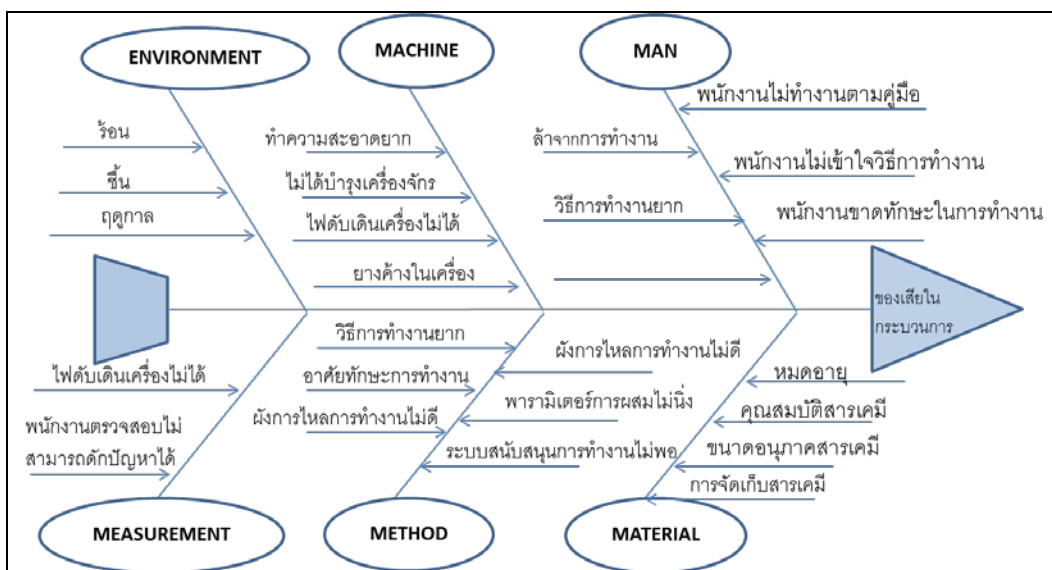 ENVIRONMENT
MACHINE
MAN
ร้อน
ชื้น
ฤดูกาล
ทำความสะอาดยาก
ไม่ได้บำรุงเครื่องจักร
ไฟดับเดินเครื่องไม่ได้
ยางค้างในเครื่อง
ล้าจากการทำงาน
วิธีการทำงานยาก
พนักงานไม่ทำงานตามคู่มือ
พนักงานไม่เข้าใจวิธีการทำงาน
พนักงานขาดทักษะในการทำงาน
ของเสียใน
กระบวนการ
ไฟดับเดินเครื่องไม่ได้
พนักงานตรวจสอบไม่
สามารถดักปัญหาได้
วิธีการทำงานยาก
อาศัยทักษะการทำงาน
ผังการไหลการทำงานไม่ดี
ผังการไหลการทำงานไม่ดี
พารามิเตอร์การผสมไม่นิ่ง
ระบบสนับสนุนการทำงานไม่พอ
หมดอายุ
คุณสมบัติสารเคมี
ขนาดอนุภาคสารเคมี
การจัดเก็บสารเคมี
MEASUREMENT
METHOD
MATERIAL